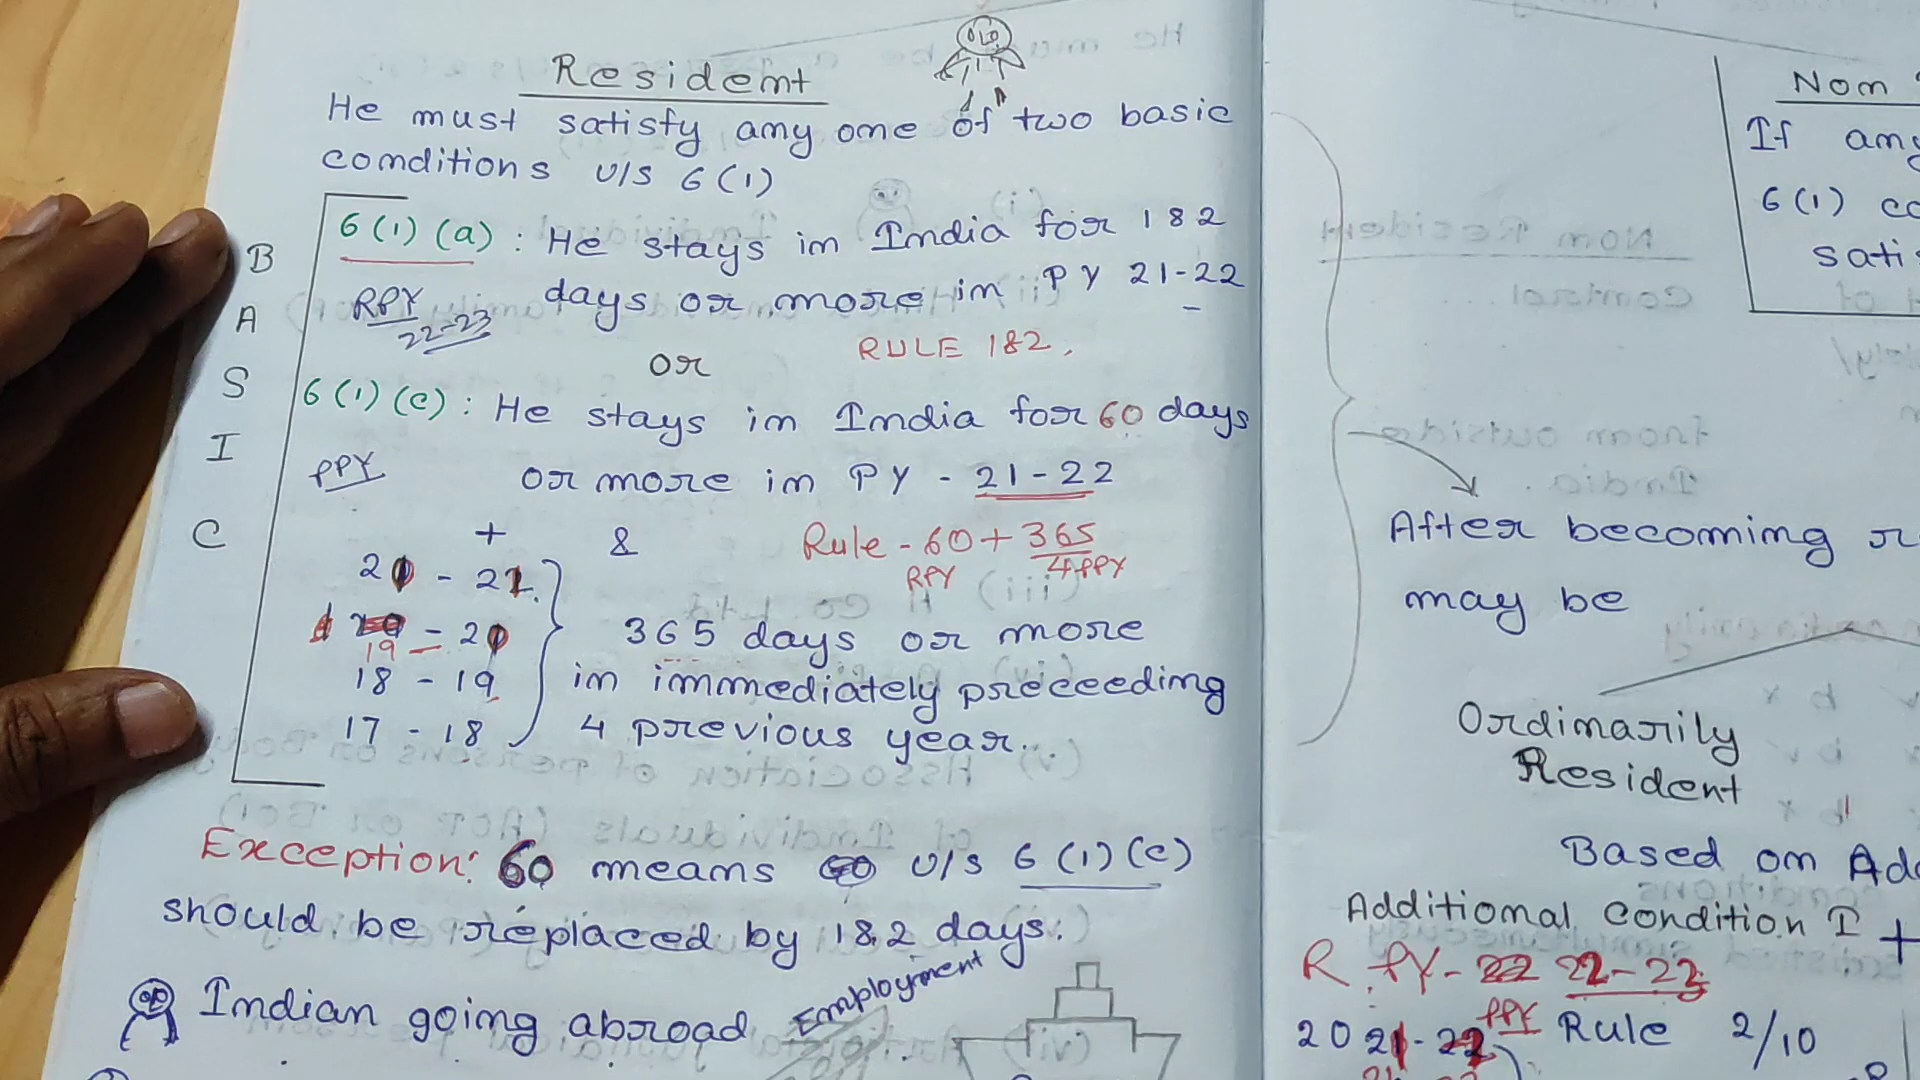 Resident
He must satisfy any one of two basic
conditions u/s 6(1)
BASIC
6(1)(a): He stays in India for 182
days or more in PY 21-22
RPY
22-23
RULE 182.
or
6(1)(c): He stays in India for 60 days
or more in PY - 21-22
PPY
+ & Rule - 60 + 365
RPY 4PPY
365 days or more
19 - 20
18 - 19
in immediately preceeding
17 - 18
4 previous year..
Exception: 60 means 60 u/s 6(1)(c)
should be replaced by 182 days.
Indian going abroad
Employment
Non
If any
6(1) co
sati
After becoming r
may be
Ordinarily
Resident
Based on Add
Additional Condition I +
R.PY- 22 22-23
PPY
Rule 2/10